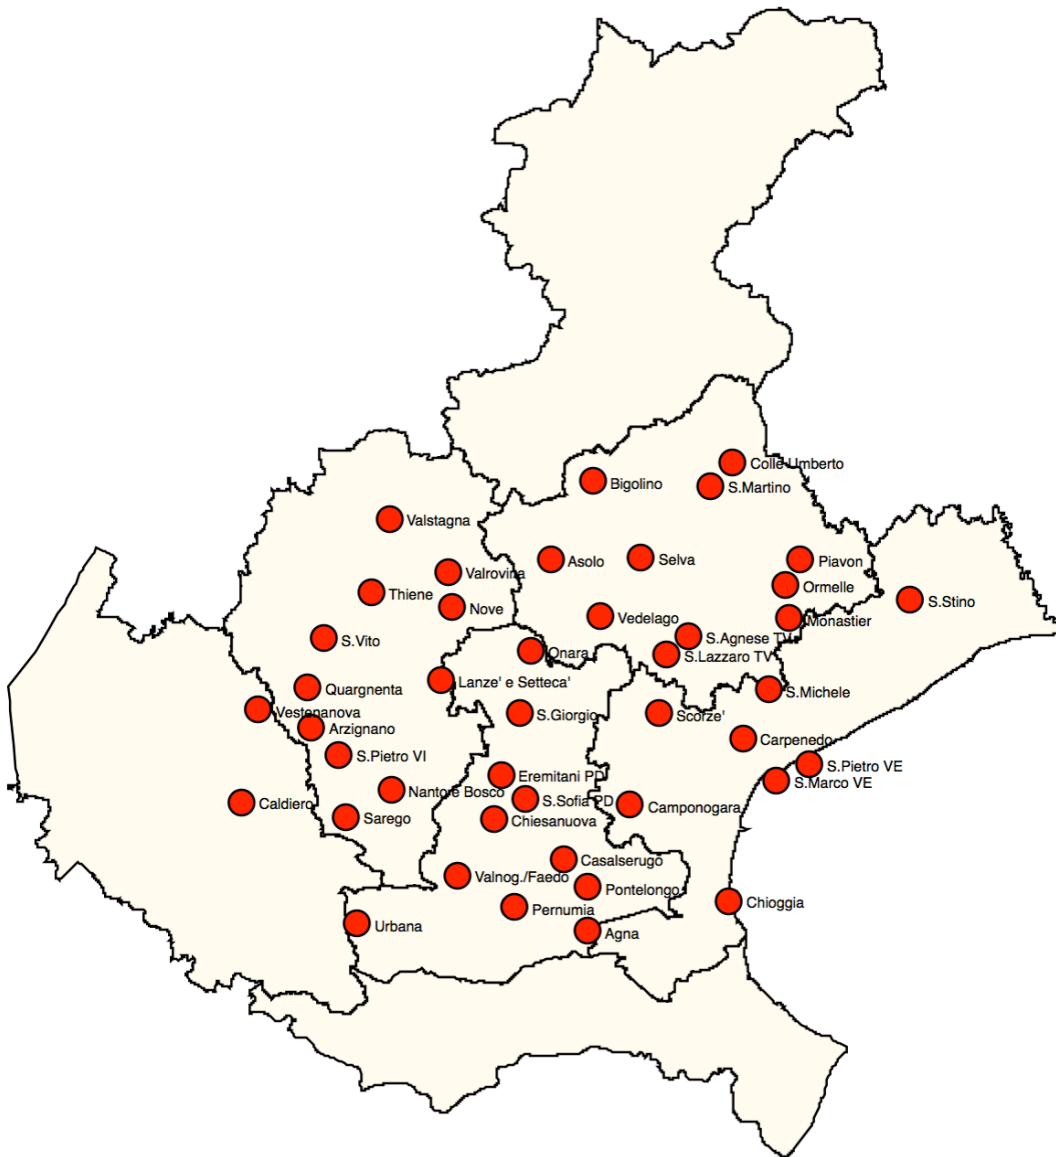 Colle Umberto
Bigolino
S.Martino
Valstagna
Asolo
Selva
Piavon
Valrovina
Thiene
Ormelle
Nove
S.Stino
Vedelago
Monastier
S.Vito
S.Agnese TV
Onara
S.Lazzaro TV
Quargnenta
Lanze' e Setteca'
S.Michele
Vestenanova
S.Giorgio
Scorze'
Arzignano
Carpenedo
S.Pietro VI
S.Pietro VE
Eremitani PD
S.Marco VE
Nantore Bosco
S.Sofia PD
Caldiero
Camponogara
Sarego
Chiesanuova
Casalserugo
Valnog./Faedo
Pontelongo
Chioggia
Pernumia
Urbana
Agna